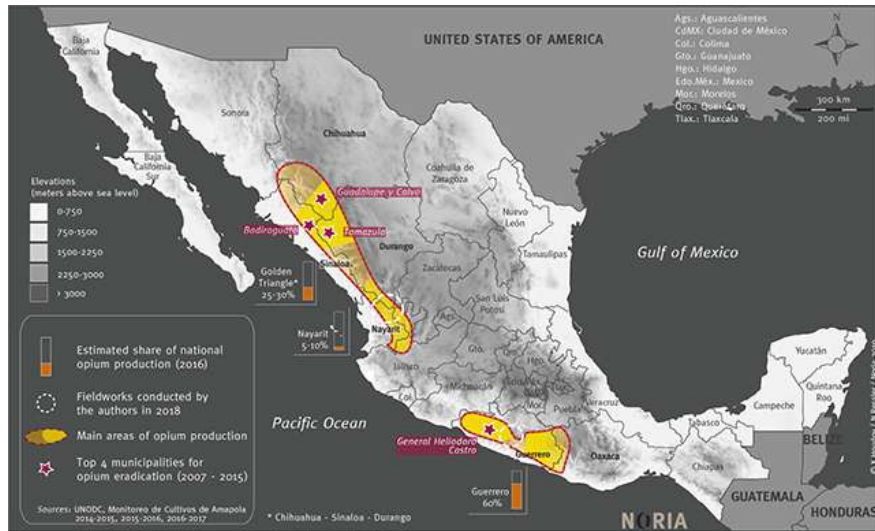 UNITED STATES OF AMERICA
Ags.: Aguascalientes
CdMX: Ciudad de México
Col.: Colima
Gto.: Guanajuato
Hgo.: Hidalgo
Edo.Méx.: Mexico
Mor.: Morelos
Qro.: Querétaro
Tlax.: Tlaxcala
N
300 km
200 mi
Baja
California
Sonora
Chihuahua
Coahuila de
Zaragoza
Baja
California
Sur
Nuevo
León
Guadalupe y Calvo
Badiraguato
Tamazula
Durango
Sinaloa
Tamaulipas
Zacatecas
San Luis
Potosí
Gulf of Mexico
Elevations
(meters above sea level)
0-750
750-1500
1500-2250
2250-3000
> 3000
Golden
Triangle*
25-30%
Nayarit
5-10%
Nayarit
Ags.
Jalisco
Gto.
Qro.
Hgo.
Col.
Michoacán
Mor.
Puebla
Veracruz
Yucatán
Quintana
Roo
Campeche
Tabasco
Chiapas
Oaxaca
Guerrero
General Heliodoro
Castro
Guerrero
60%
Pacific Ocean
BELIZE
GUATEMALA
HONDURAS
Estimated share of national
opium production (2016)
Fieldworks conducted by
the authors in 2018
Main areas of opium production
Top 4 municipalities for
opium eradication (2007 - 2015)
Sources: UNODC, Monitoreo de Cultivos de Amapola
2014-2015, 2015-2016, 2016-2017
* Chihuahua - Sinaloa - Durango
NORIA